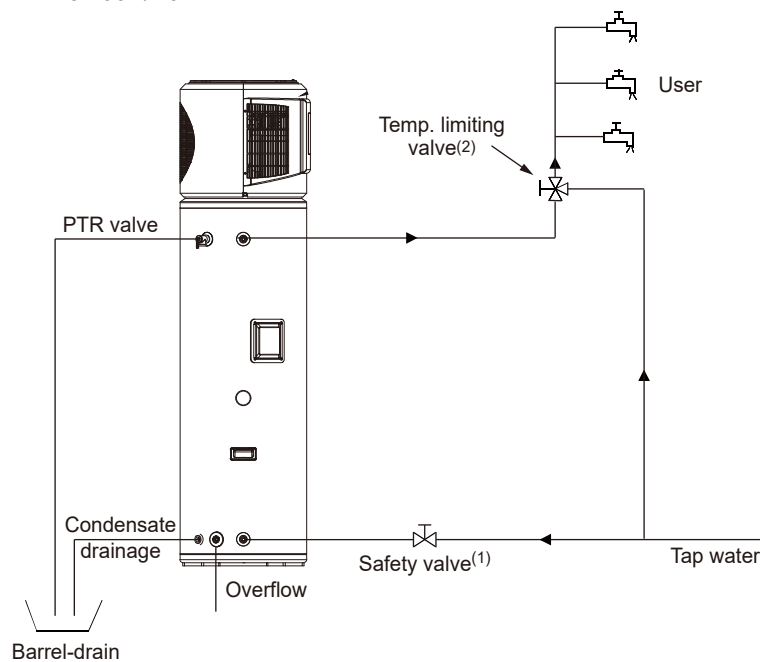 User
Temp. limiting
valve(2)
PTR valve
Condensate
drainage
Safety valve(1)
Tap water
Overflow
Barrel-drain